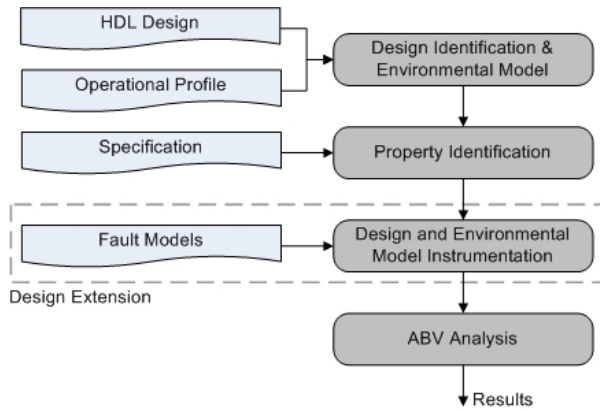 HDL Design
Design Identification &
Environmental Model
Operational Profile
Specification
Property Identification
Fault Models
Design and Environmental
Model Instrumentation
Design Extension
ABV Analysis
Results